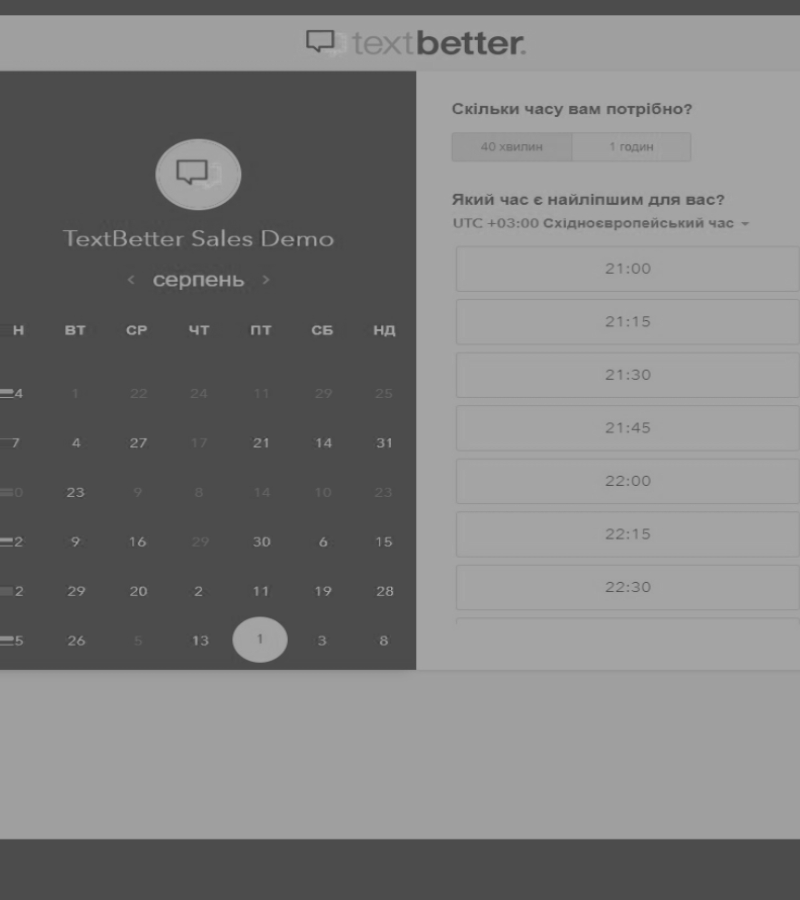 textbetter.
TextBetter Sales Demo
‹ серпень ›
Н ВТ СР ЧТ ПТ СБ НД
4 1 22 24 11 29 25
7 4 27 17 21 14 31
0 23 9 8 14 10 23
2 9 16 29 30 6 15
2 29 20 2 11 19 28
5 26 5 13 1 3 8
Скільки часу вам потрібно?
40 хвилин 1 годин
Який час є найліпшим для вас?
UTC +03:00 Східноєвропейський час
21:00
21:15
21:30
21:45
22:00
22:15
22:30